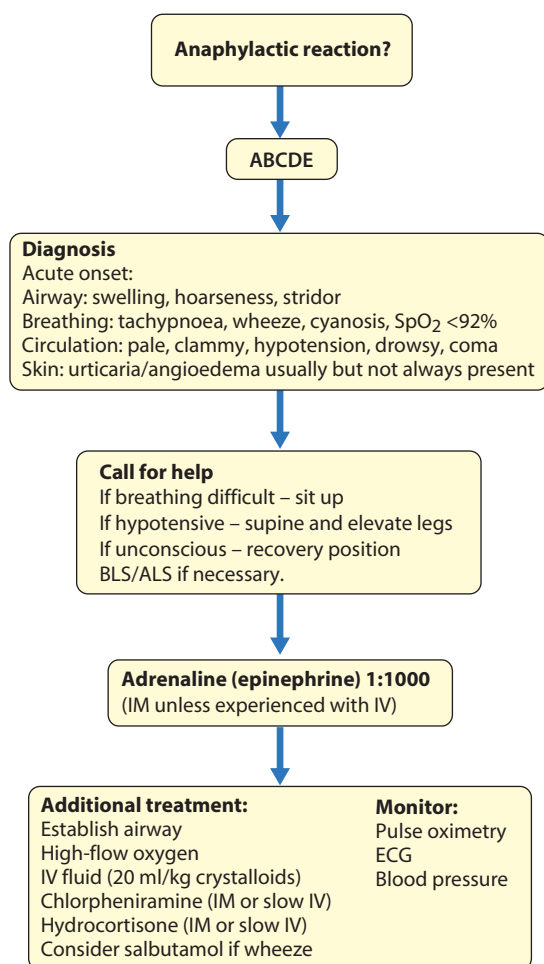 Anaphylactic reaction?
ABCDE
Diagnosis
Acute onset:
Airway: swelling, hoarseness, stridor
Breathing: tachypnoea, wheeze, cyanosis, SpO₂ <92%
Circulation: pale, clammy, hypotension, drowsy, coma
Skin: urticaria/angioedema usually but not always present
Call for help
If breathing difficult – sit up
If hypotensive – supine and elevate legs
If unconscious – recovery position
BLS/ALS if necessary.
Adrenaline (epinephrine) 1:1000
(IM unless experienced with IV)
Additional treatment:
Establish airway
High-flow oxygen
IV fluid (20 ml/kg crystalloids)
Chlorpheniramine (IM or slow IV)
Hydrocortisone (IM or slow IV)
Consider salbutamol if wheeze
Monitor:
Pulse oximetry
ECG
Blood pressure